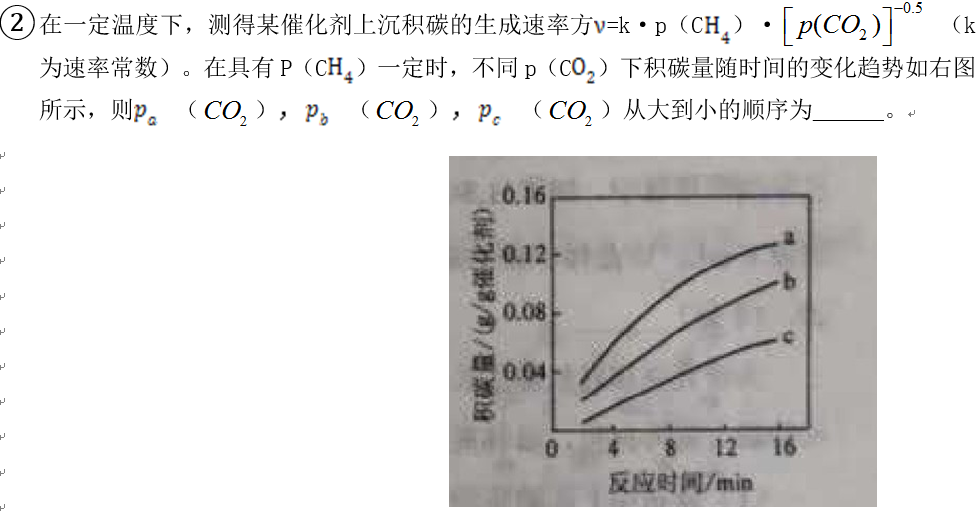 ②在一定温度下，测得某催化剂上沉积碳的生成速率方v=k·p（CH₄）·[p(CO₂)]^−0.5 （k
为速率常数）。在具有P（CH₄）一定时，不同p（CO₂）下积碳量随时间的变化趋势如右图
所示，则pₐ （CO₂），p_b （CO₂），p_c （CO₂）从大到小的顺序为______。
积碳量/(g/g催化剂)
0.16
0.12
0.08
0.04
a
b
c
0 4 8 12 16
反应时间/min